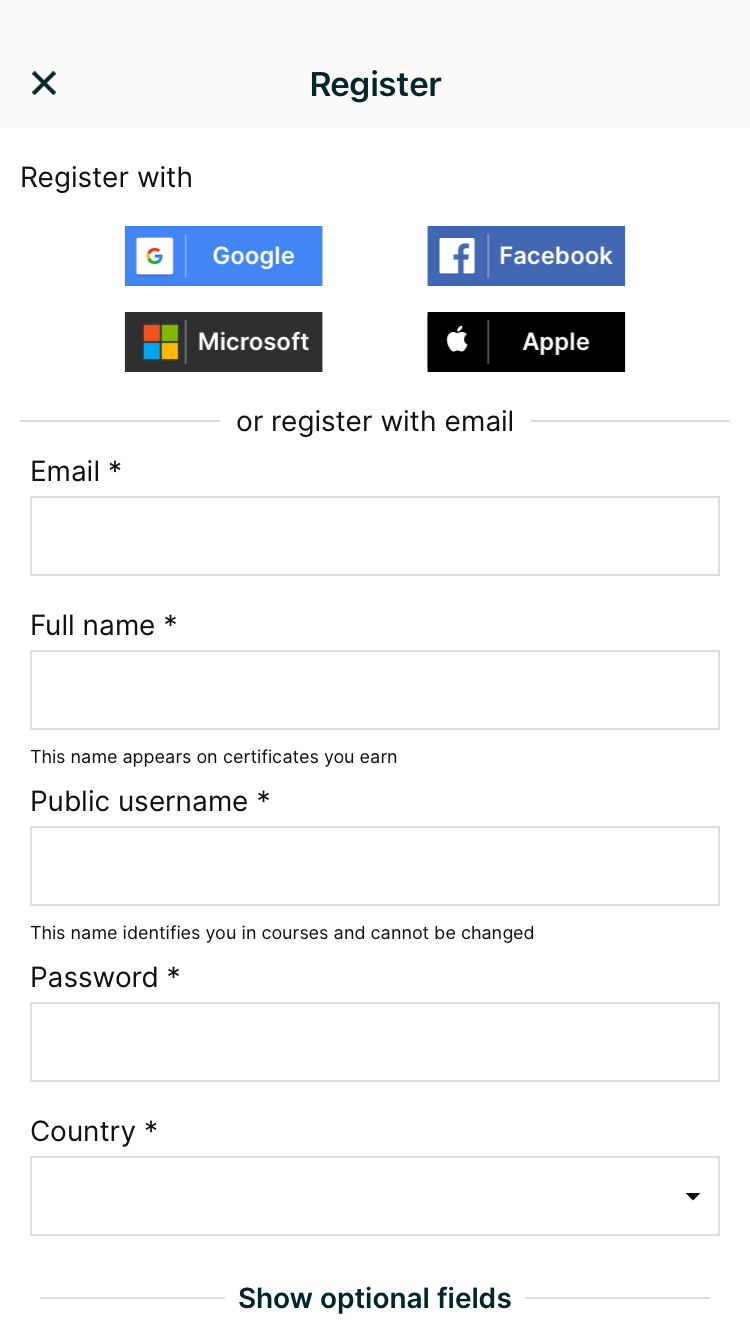 Register
Register with
Google
Facebook
Microsoft
Apple
or register with email
Email *
Full name *
This name appears on certificates you earn
Public username *
This name identifies you in courses and cannot be changed
Password *
Country *
Show optional fields